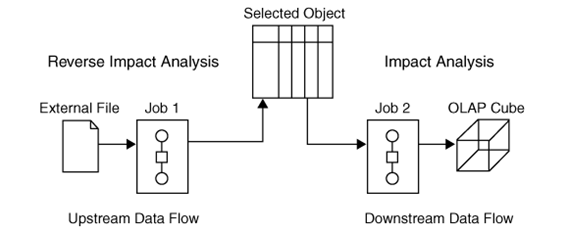 Selected Object
Reverse Impact Analysis
Impact Analysis
External File
Job 1
Job 2
OLAP Cube
Upstream Data Flow
Downstream Data Flow